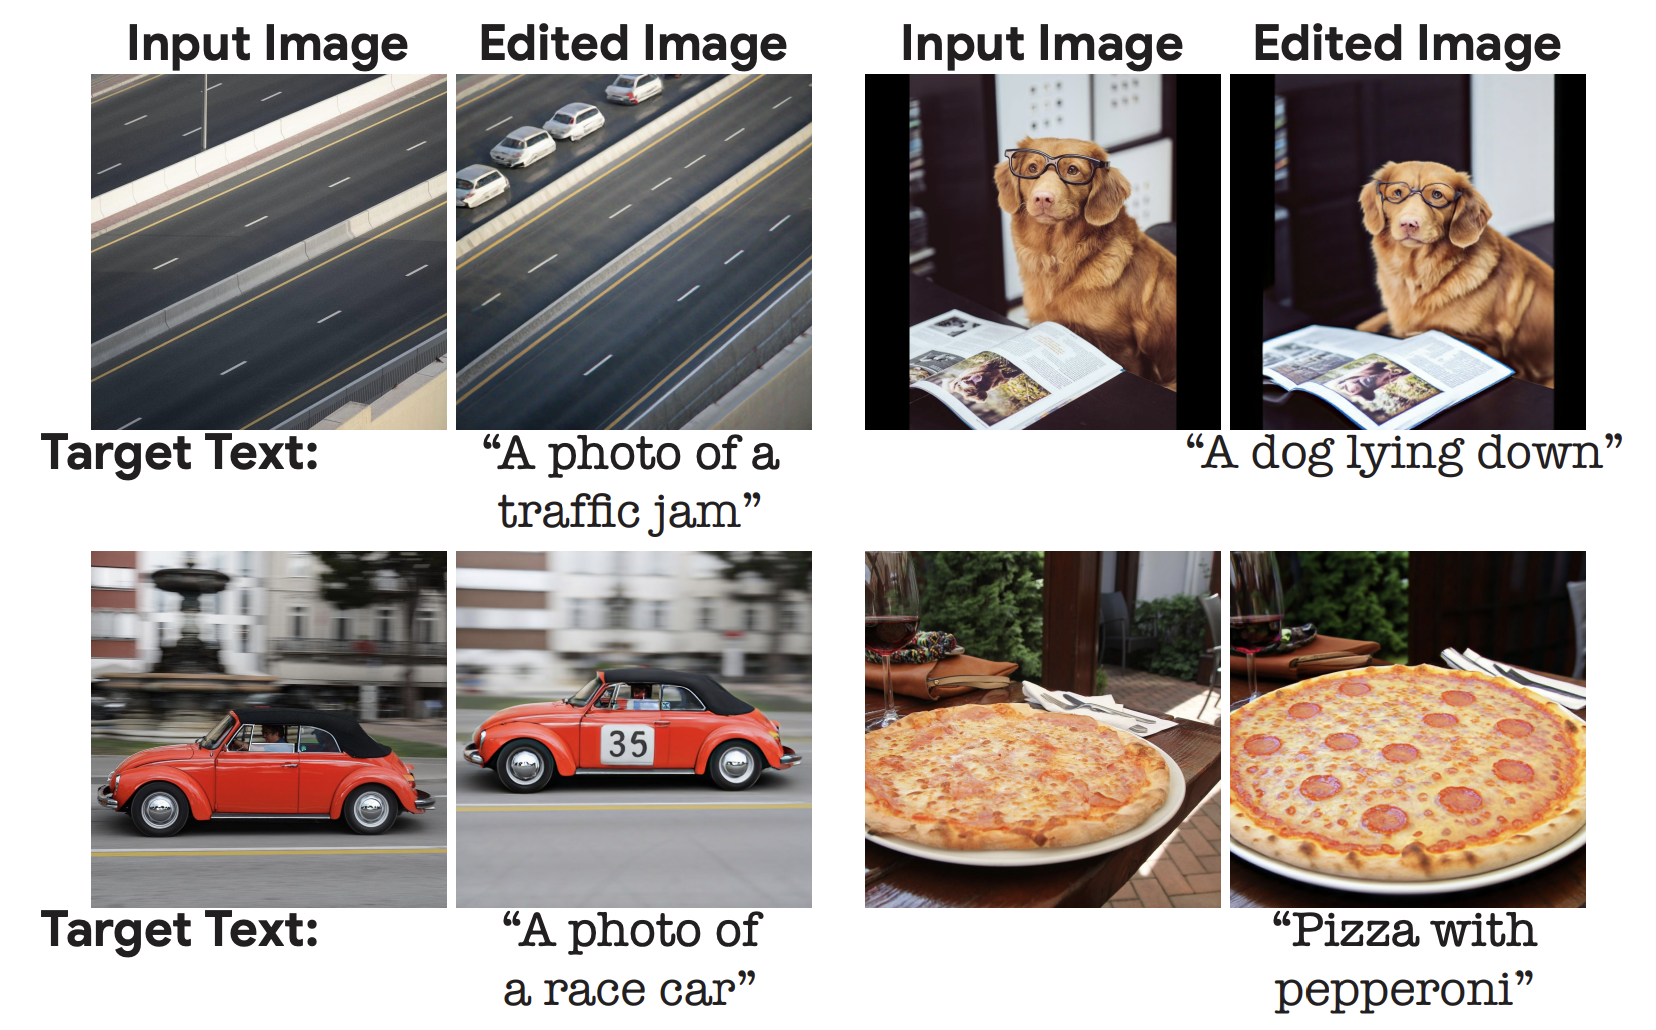 Input Image
Edited Image
Input Image
Edited Image
Target Text:
“A photo of a
traffic jam”
“A dog lying down”
35
Target Text:
“A photo of
a race car”
“Pizza with
pepperoni”